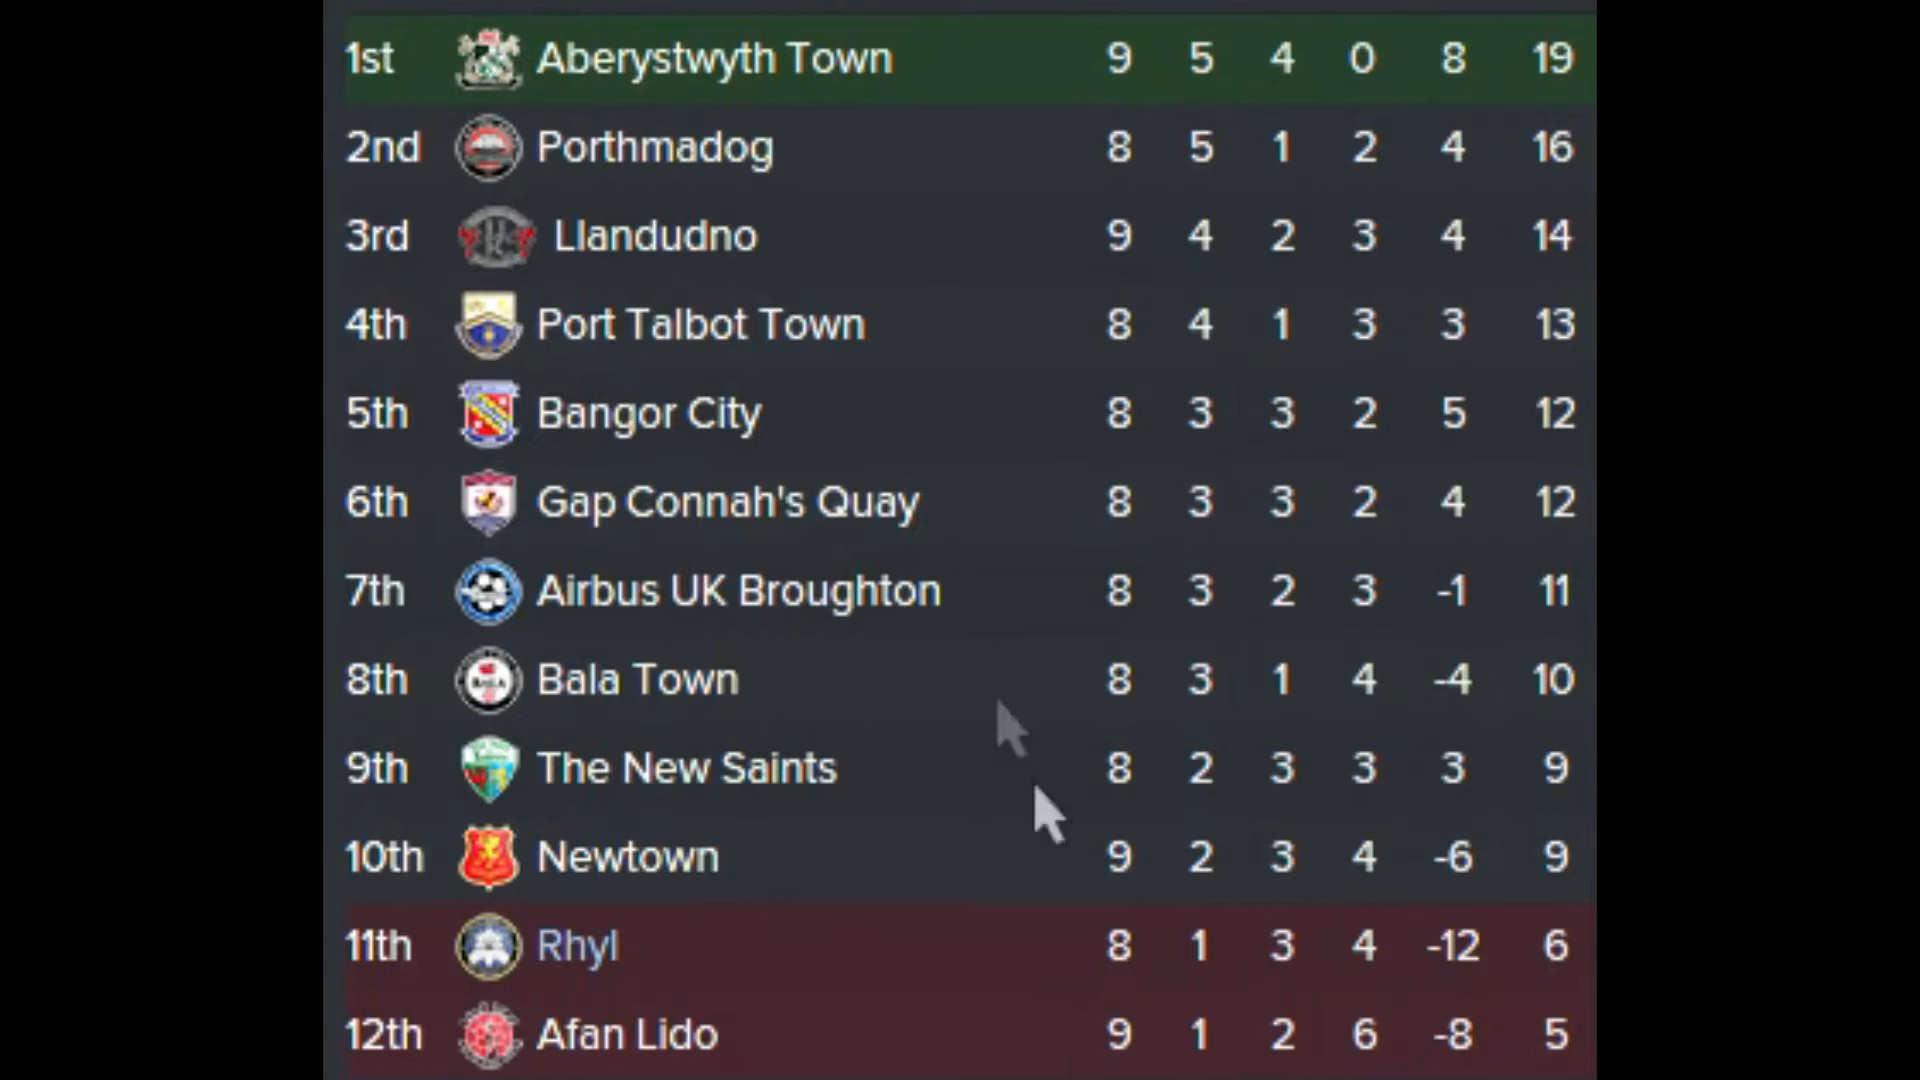 1st Aberystwyth Town 9 5 4 0 8 19
2nd Porthmadog 8 5 1 2 4 16
3rd Llandudno 9 4 2 3 4 14
4th Port Talbot Town 8 4 1 3 3 13
5th Bangor City 8 3 3 2 5 12
6th Gap Connah's Quay 8 3 3 2 4 12
7th Airbus UK Broughton 8 3 2 3 -1 11
8th Bala Town 8 3 1 4 -4 10
9th The New Saints 8 2 3 3 3 9
10th Newtown 9 2 3 4 -6 9
11th Rhyl 8 1 3 4 -12 6
12th Afan Lido 9 1 2 6 -8 5